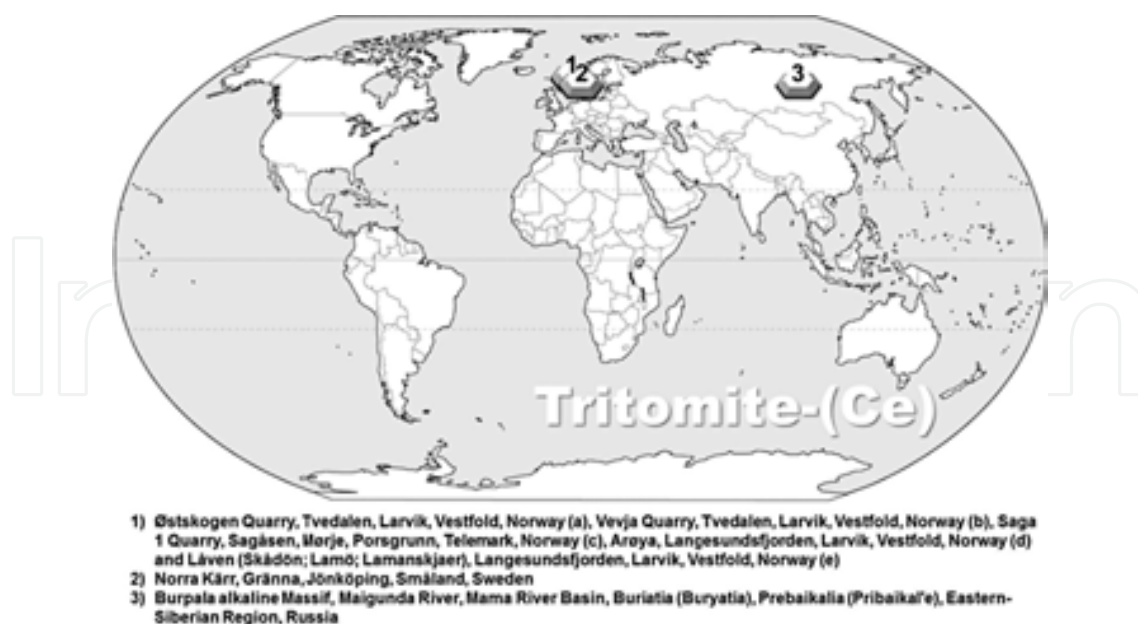 1
2
3
Tritomite-(Ce)
1) Østskogen Quarry, Tvedalen, Larvik, Vestfold, Norway (a), Vevja Quarry, Tvedalen, Larvik, Vestfold, Norway (b), Saga
1 Quarry, Sagåsen, Mørje, Porsgrunn, Telemark, Norway (c), Arøya, Langesundsfjorden, Larvik, Vestfold, Norway (d)
and Låven (Skådön; Lamö; Lamanskjaer), Langesundsfjorden, Larvik, Vestfold, Norway (e)
2) Norra Kärr, Gränna, Jönköping, Småland, Sweden
3) Burpala alkaline Massif, Maigunda River, Mama River Basin, Buriatia (Buryatia), Prebaikalia (Pribaikal'e), Eastern-
Siberian Region, Russia